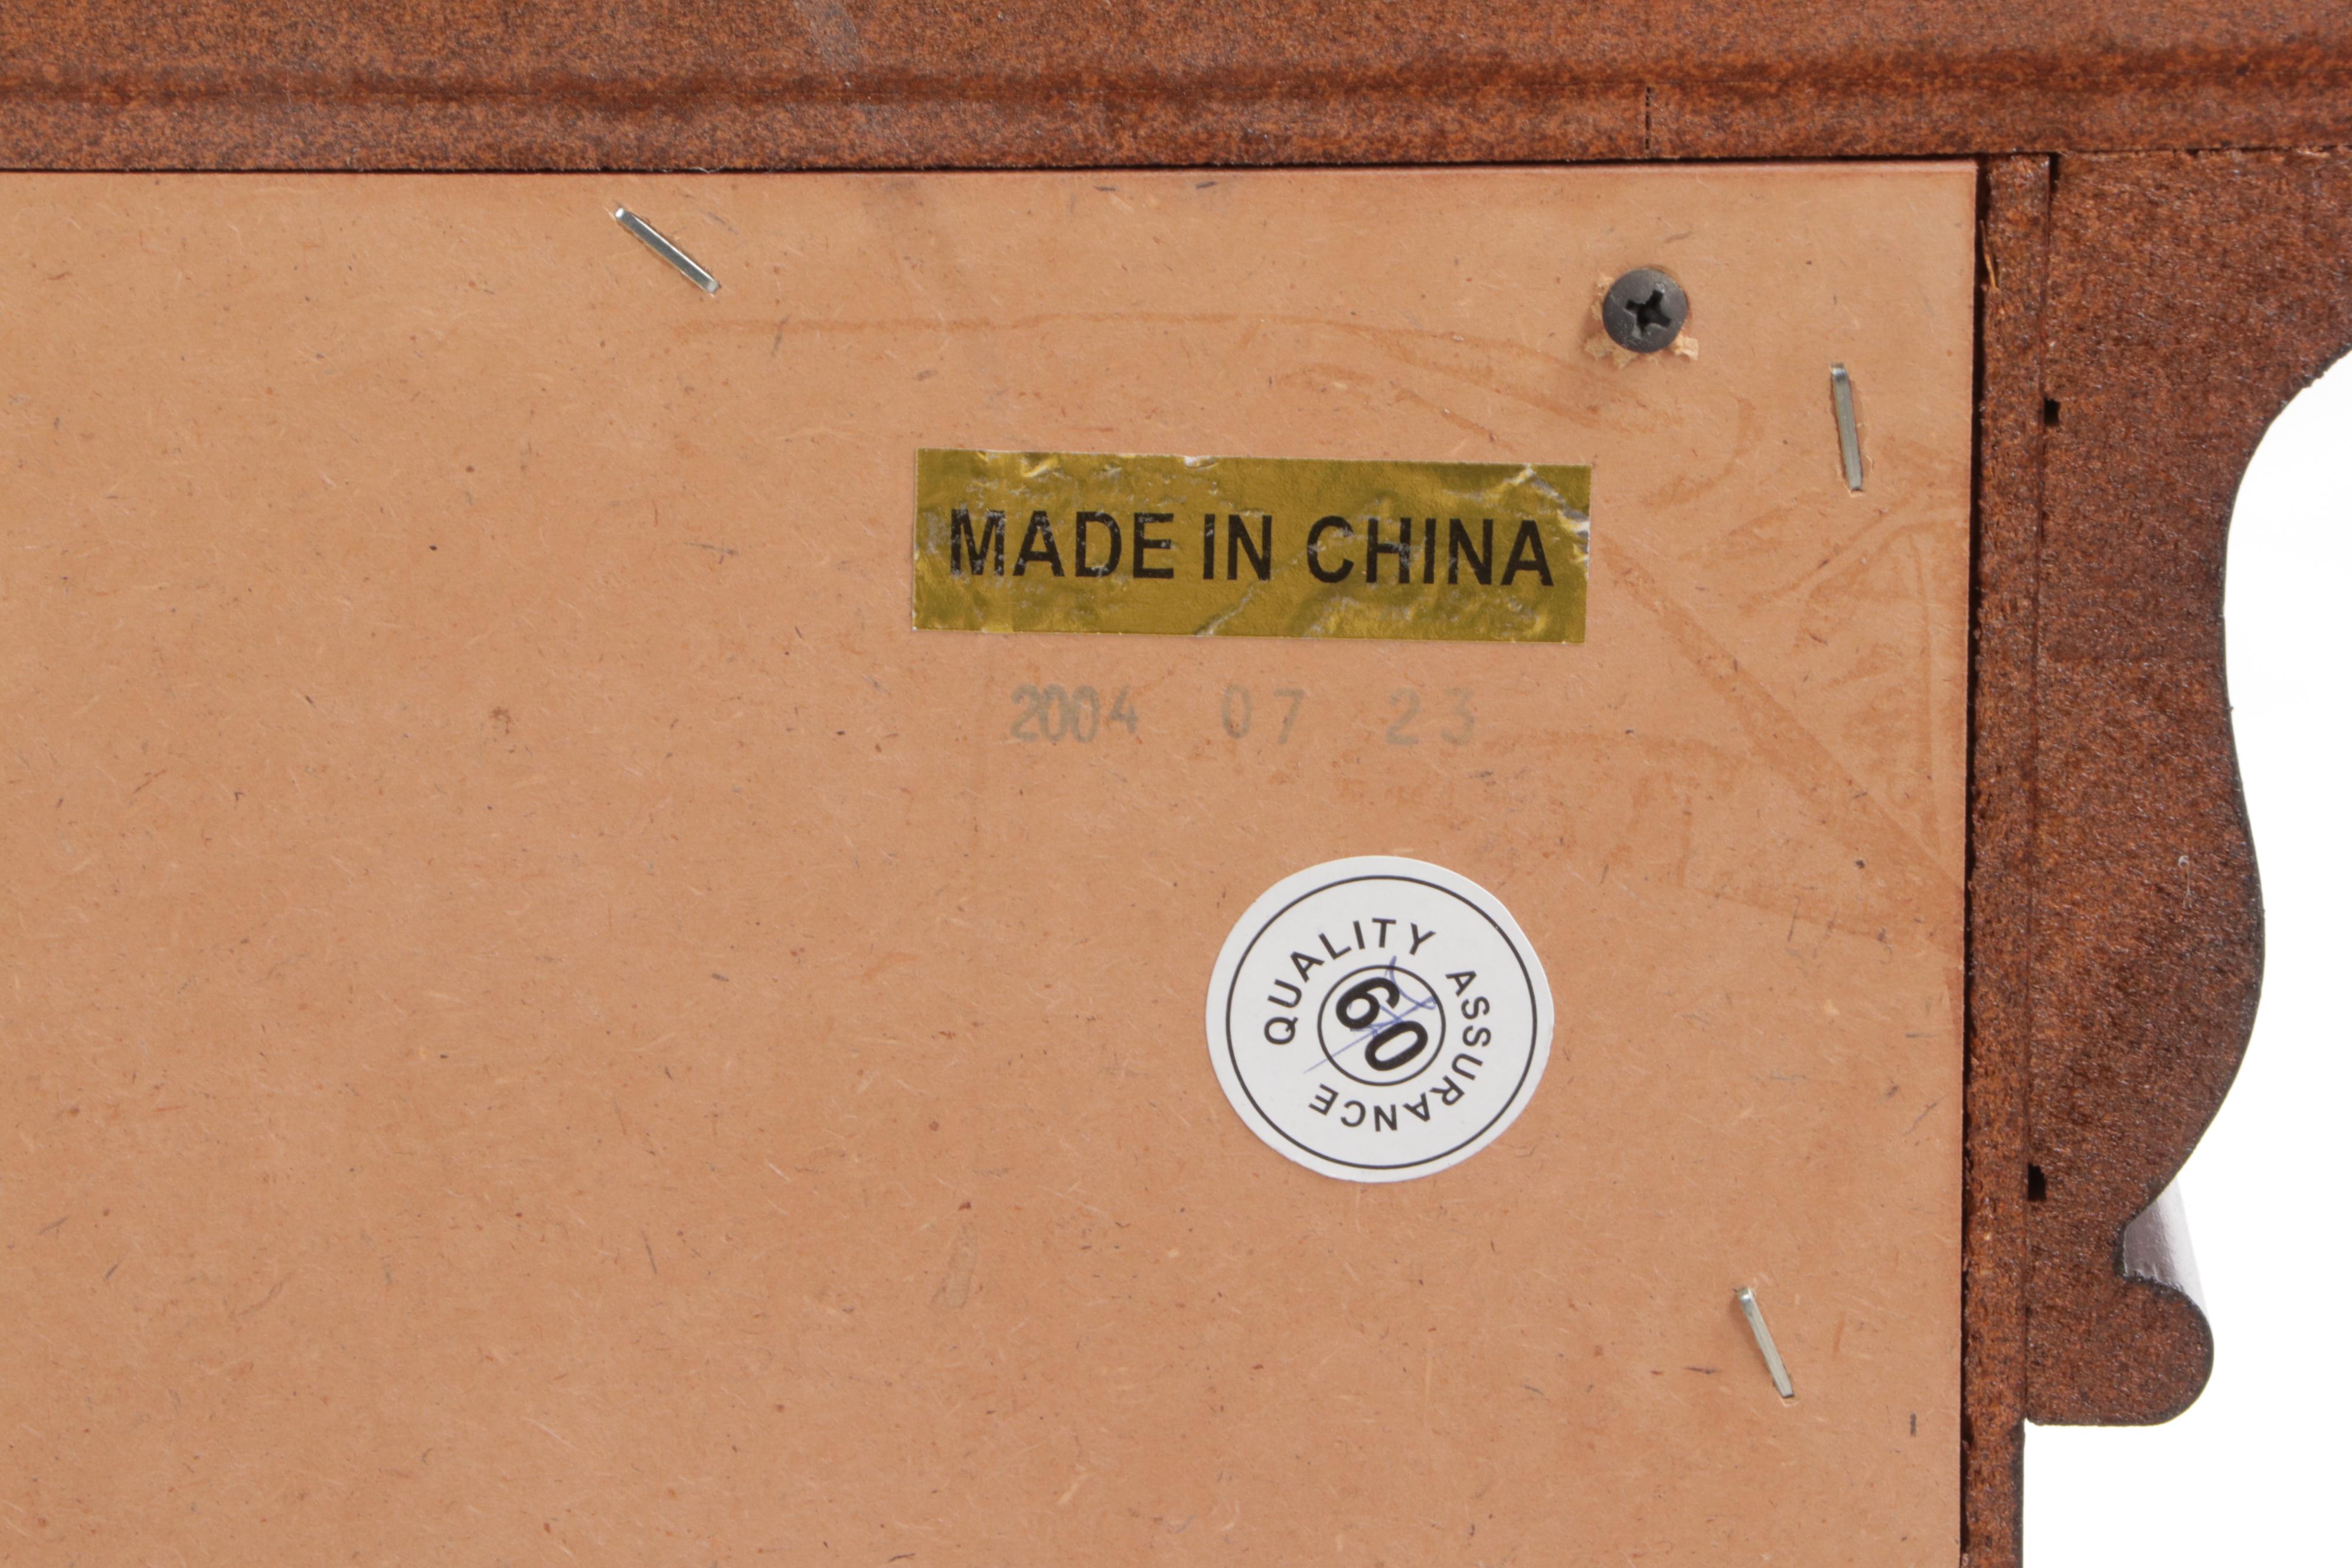 MADE IN CHINA
2004 07 23
QUALITY ASSURANCE
60